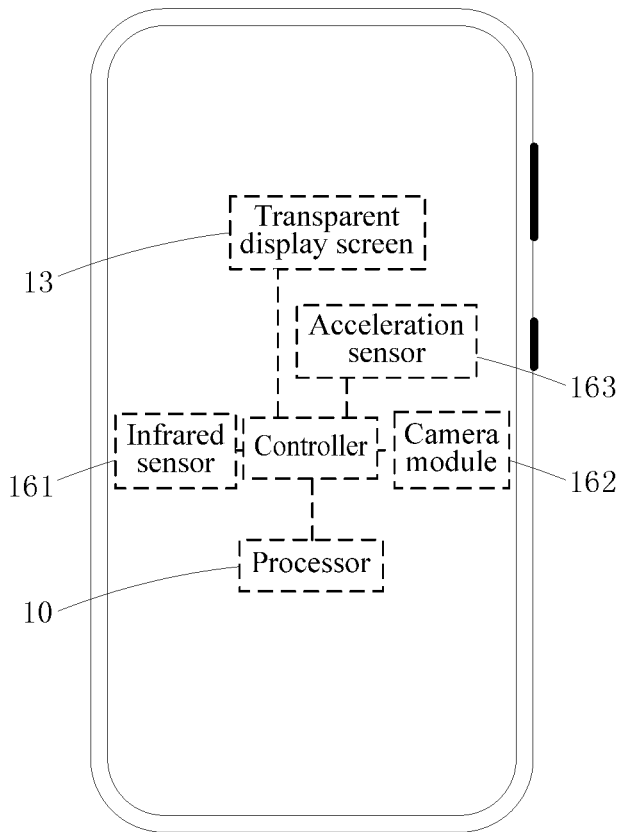 Transparent
display screen
13
Acceleration
sensor
163
Infrared
sensor
161
Controller
Camera
module
162
Processor
10